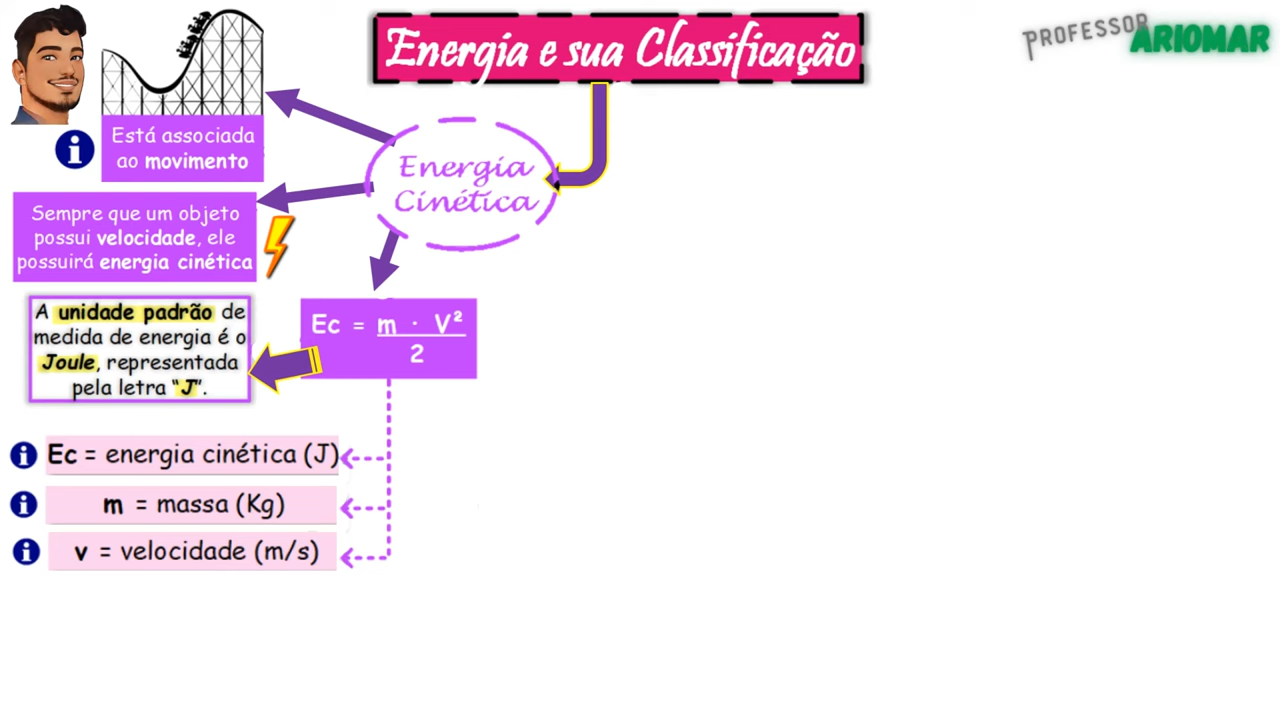 Energia e sua Classificação
PROFESSOR ARIOMAR
Está associada
ao movimento
Energia
Cinética
Sempre que um objeto
possui velocidade, ele
possuirá energia cinética
A unidade padrão de
medida de energia é o
Joule, representada
pela letra “J”.
Ec = m · V²
2
Ec = energia cinética (J)
m = massa (Kg)
v = velocidade (m/s)